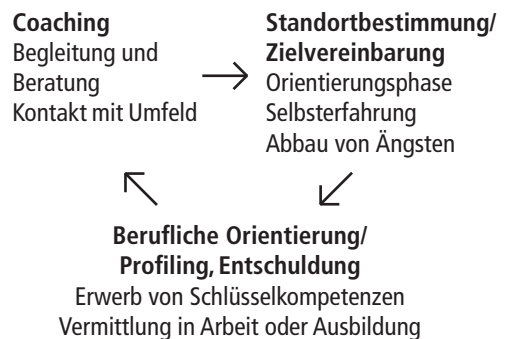 Coaching
Begleitung und
Beratung
Kontakt mit Umfeld
Standortbestimmung/
Zielvereinbarung
Orientierungsphase
Selbsterfahrung
Abbau von Ängsten
Berufliche Orientierung/
Profiling, Entschuldung
Erwerb von Schlüsselkompetenzen
Vermittlung in Arbeit oder Ausbildung